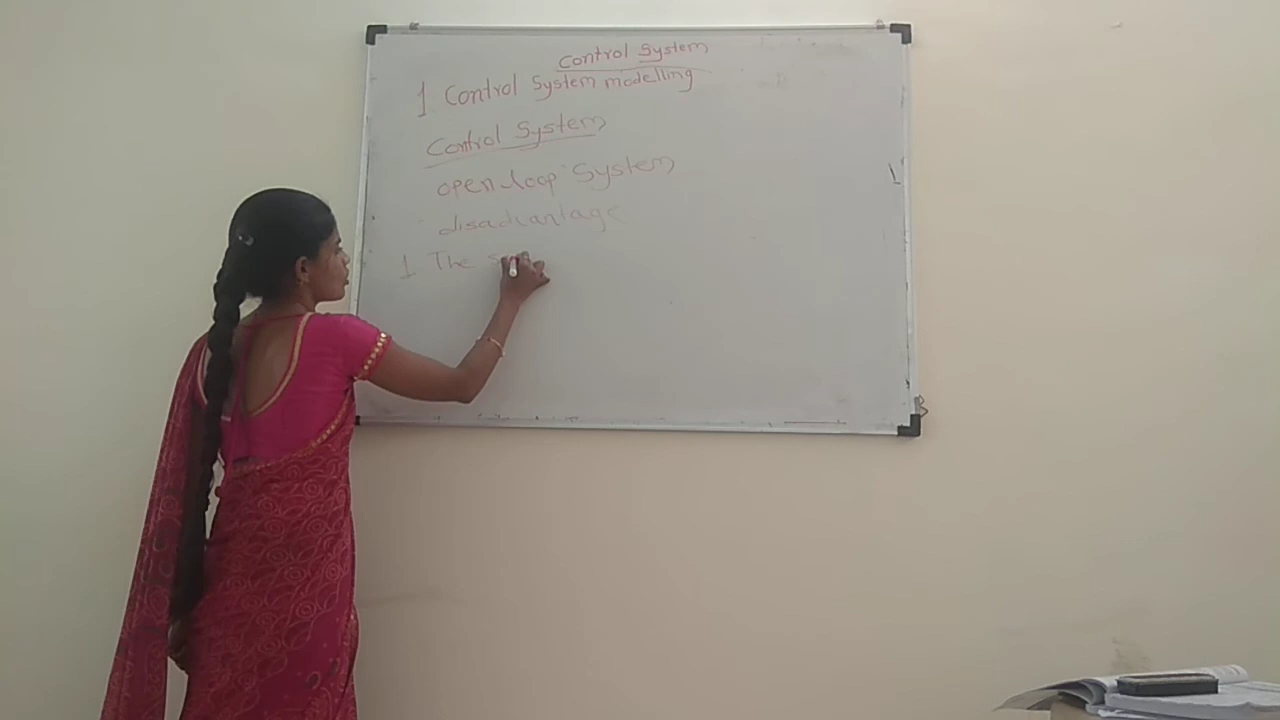 Control System
1 Control System modelling
Control System
open loop System
disadvantage
1 The